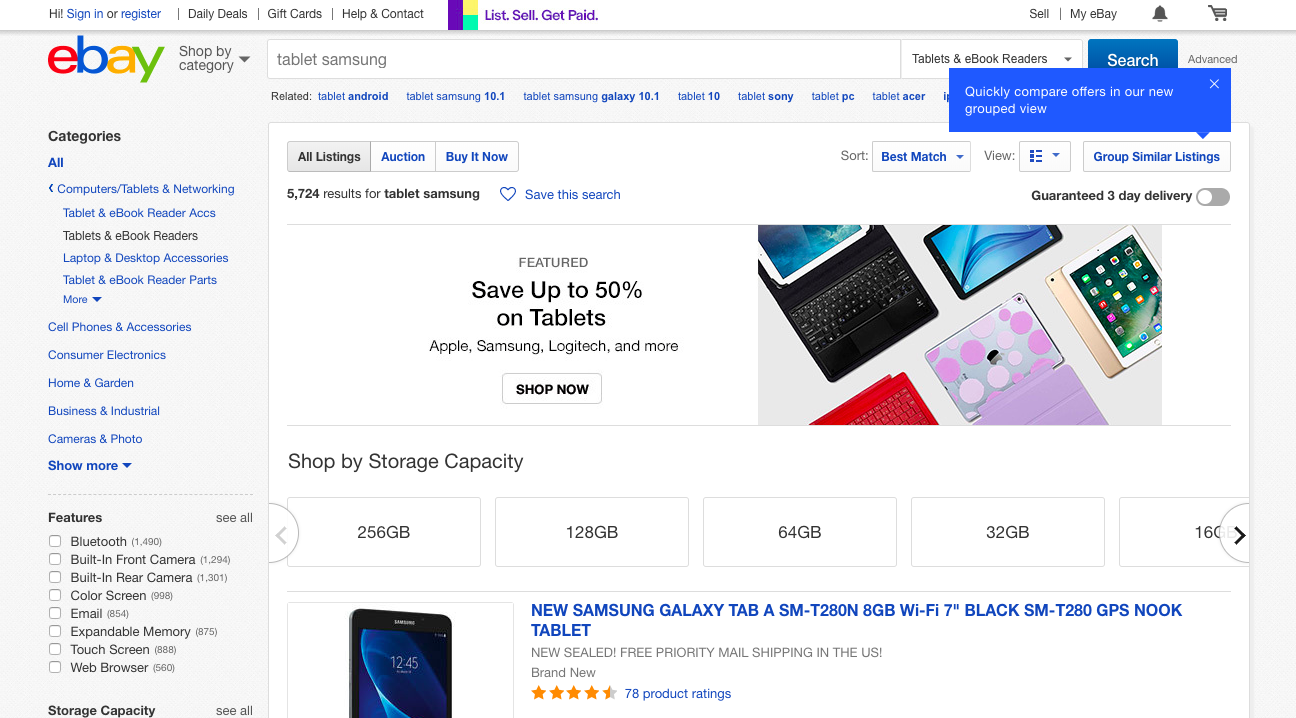 Hi! Sign in or register
Daily Deals
Gift Cards
Help & Contact
List. Sell. Get Paid.
Sell
My eBay
ebay
Shop by category
tablet samsung
Tablets & eBook Readers
Search
Advanced
Related: tablet android tablet samsung 10.1 tablet samsung galaxy 10.1 tablet 10 tablet sony tablet pc tablet acer
Quickly compare offers in our new
grouped view
Categories
All
Computers/Tablets & Networking
Tablet & eBook Reader Accs
Tablets & eBook Readers
Laptop & Desktop Accessories
Tablet & eBook Reader Parts
More
Cell Phones & Accessories
Consumer Electronics
Home & Garden
Business & Industrial
Cameras & Photo
Show more
Features see all
Bluetooth (1,490)
Built-In Front Camera (1,294)
Built-In Rear Camera (1,301)
Color Screen (998)
Email (854)
Expandable Memory (875)
Touch Screen (888)
Web Browser (560)
Storage Capacity see all
All Listings
Auction
Buy It Now
Sort: Best Match
View:
Group Similar Listings
5,724 results for tablet samsung
Save this search
Guaranteed 3 day delivery
FEATURED
Save Up to 50%
on Tablets
Apple, Samsung, Logitech, and more
SHOP NOW
Shop by Storage Capacity
256GB
128GB
64GB
32GB
16GB
SAMSUNG
12:45
NEW SAMSUNG GALAXY TAB A SM-T280N 8GB Wi-Fi 7" BLACK SM-T280 GPS NOOK
TABLET
NEW SEALED! FREE PRIORITY MAIL SHIPPING IN THE US!
Brand New
78 product ratings